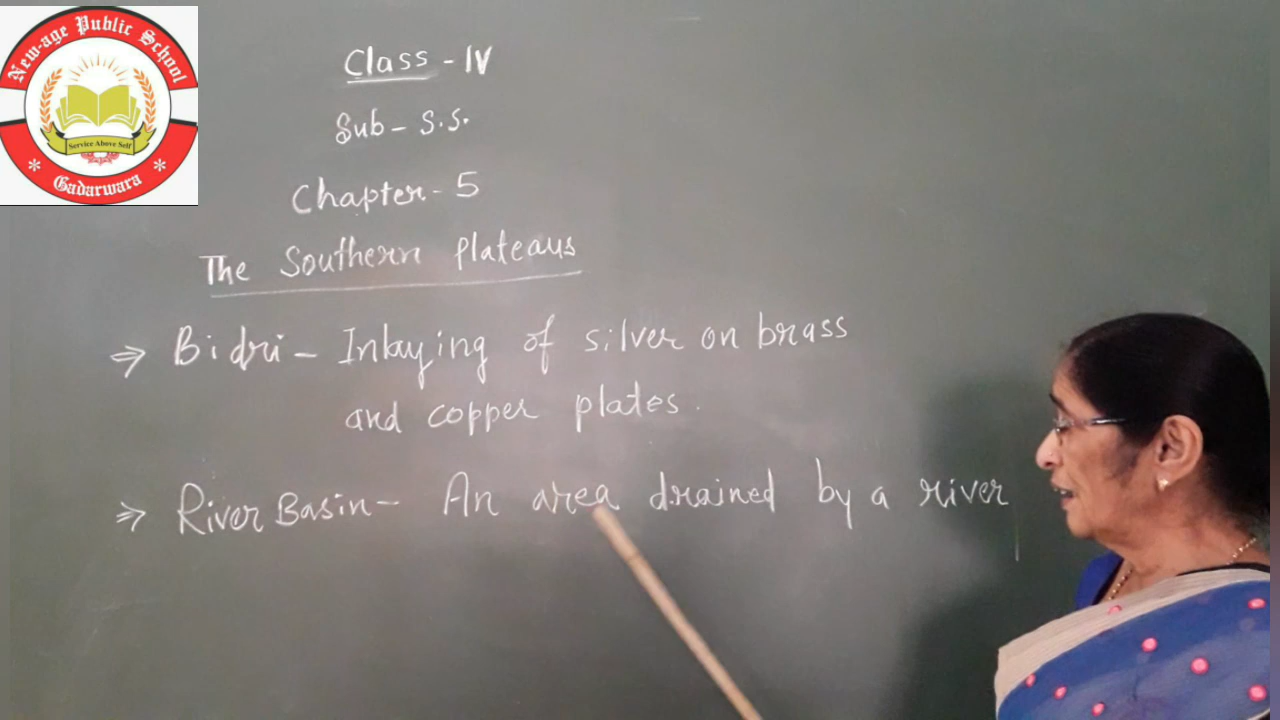 New-age Public School
Service Above Self
Gadarwara
Class - IV
Sub - S.S.
Chapter - 5
The Southern Plateaus
⇒ Bidri - Inlaying of silver on brass
and copper plates.
⇒ River Basin - An area drained by a river